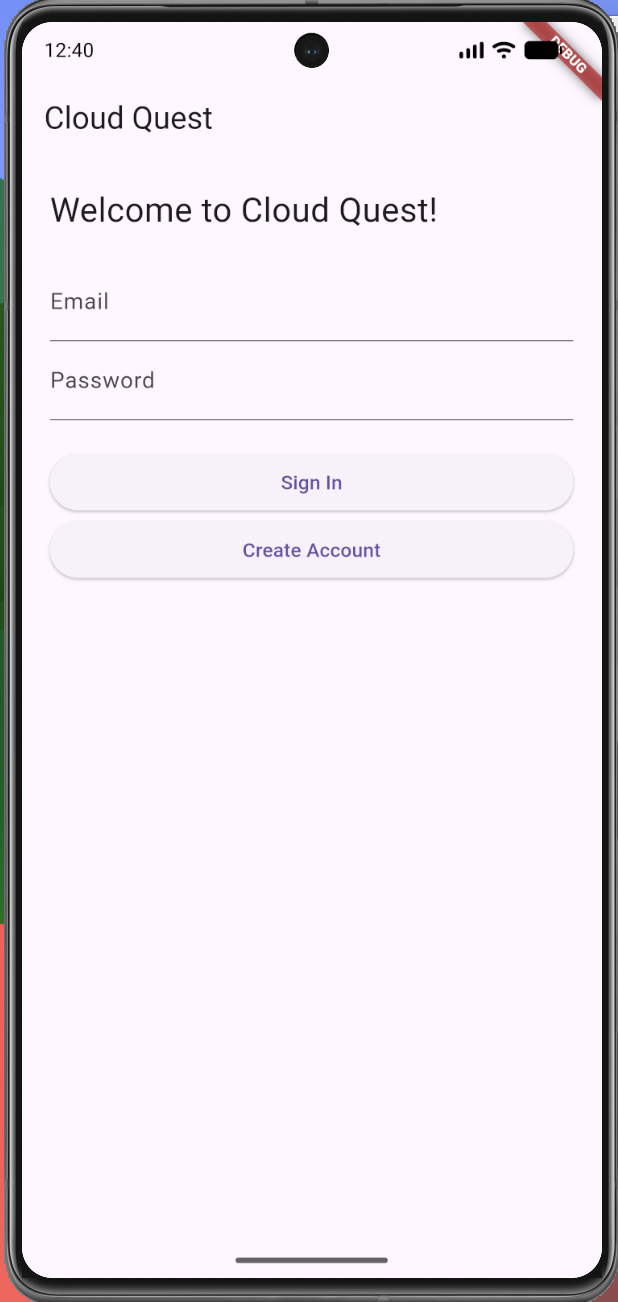 12:40
DEBUG
Cloud Quest
Welcome to Cloud Quest!
Email
Password
Sign In
Create Account